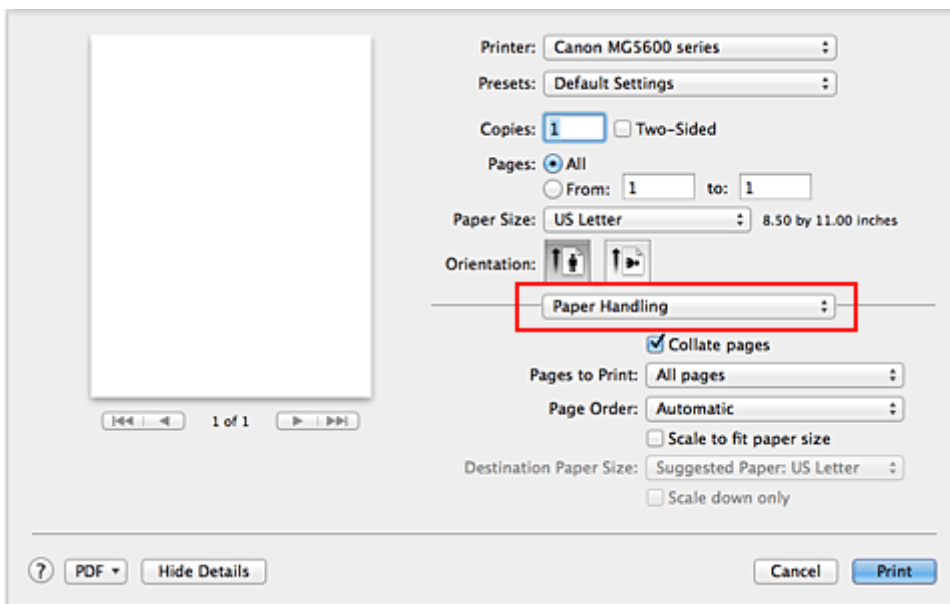 Printer: Canon MG5600 series
Presets: Default Settings
Copies: 1 Two-Sided
Pages: All
From: 1 to: 1
Paper Size: US Letter 8.50 by 11.00 inches
Orientation:
Paper Handling
Collate pages
Pages to Print: All pages
Page Order: Automatic
1 of 1
Scale to fit paper size
Destination Paper Size: Suggested Paper: US Letter
Scale down only
? PDF Hide Details Cancel Print